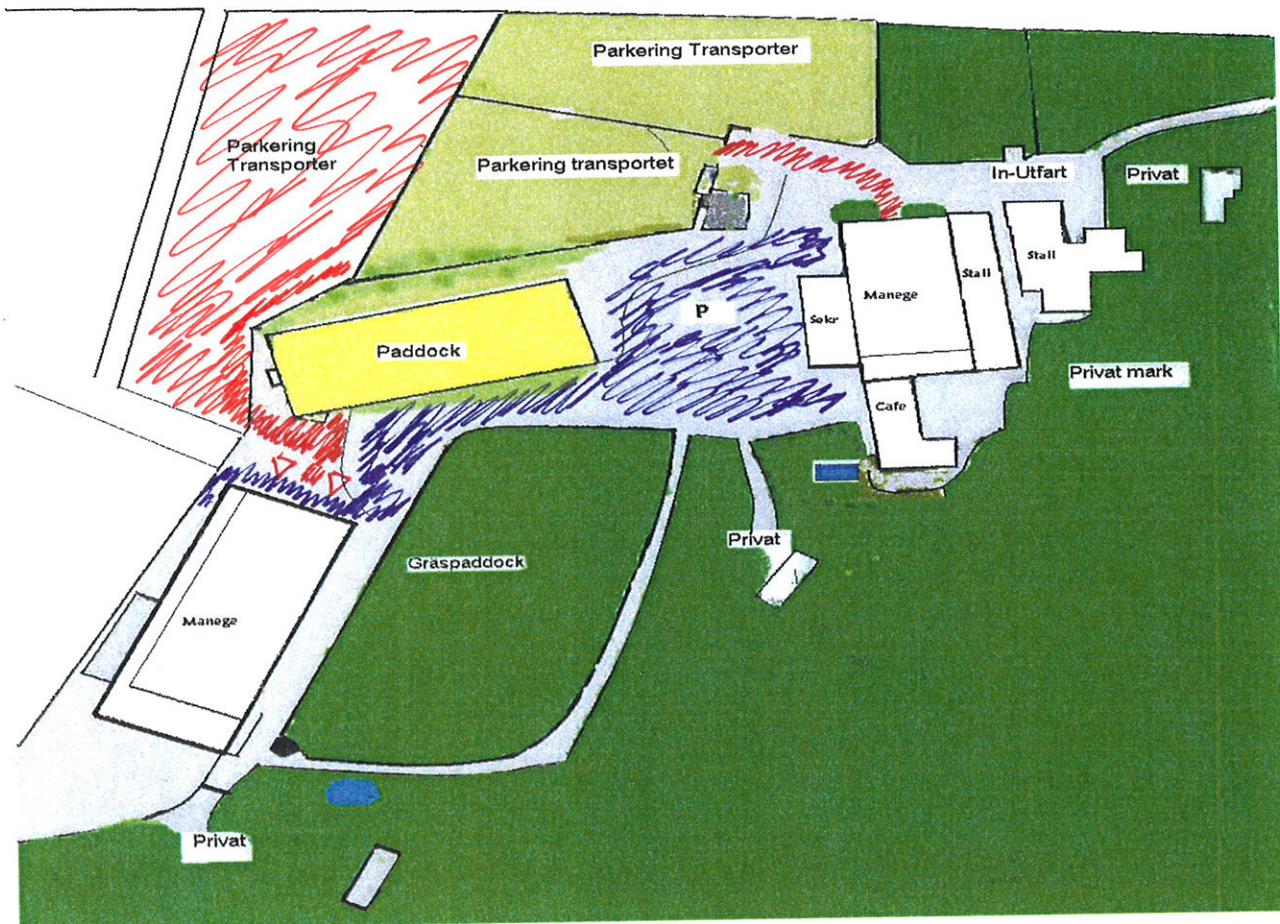 Parkering Transporter
Parkering
Transporter
Parkering transportet
In-Utfart
Privat
Stall
Stall
Manege
P
Sekr
Paddock
Privat mark
Cafe
Privat
Gräspaddock
Manege
Privat